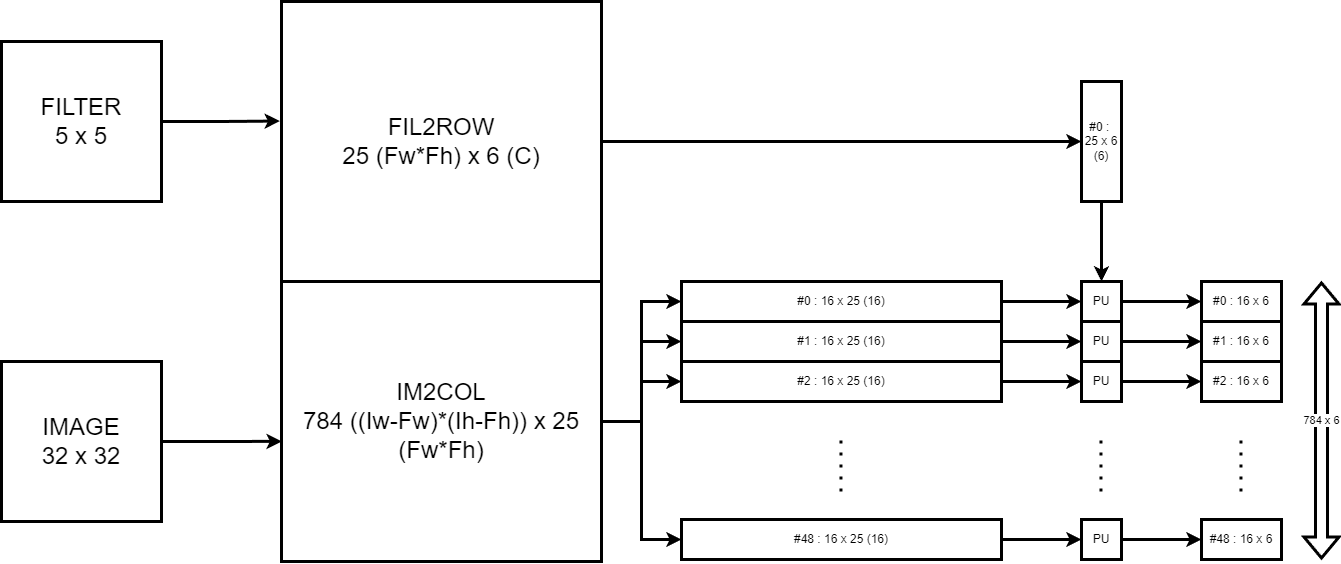 FILTER
5 x 5
FIL2ROW
25 (Fw*Fh) x 6 (C)
#0 :
25 x 6
(6)
IMAGE
32 x 32
IM2COL
784 ((Iw-Fw)*(Ih-Fh)) x 25
(Fw*Fh)
#0 : 16 x 25 (16)
PU
#0 : 16 x 6
#1 : 16 x 25 (16)
PU
#1 : 16 x 6
#2 : 16 x 25 (16)
PU
#2 : 16 x 6
784 x 6
#48 : 16 x 25 (16)
PU
#48 : 16 x 6